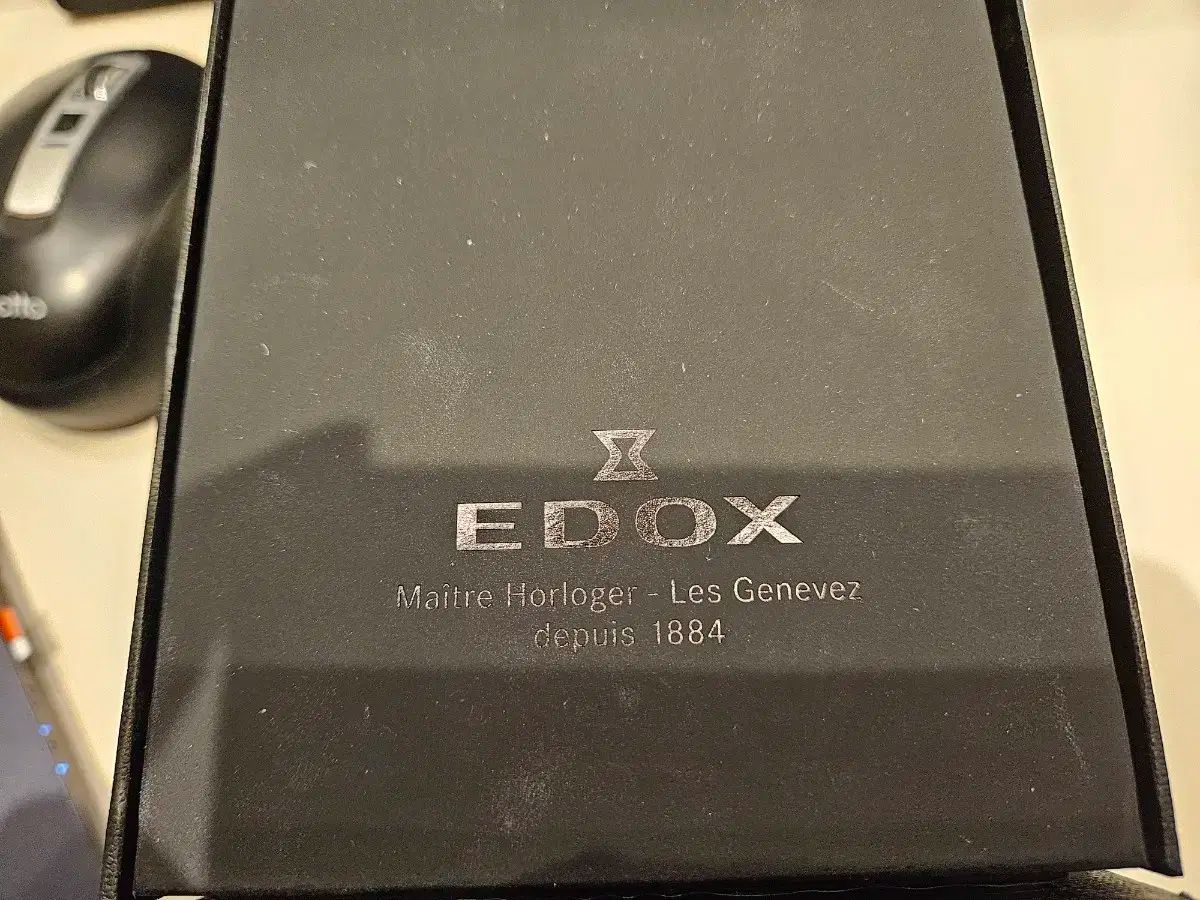 EDOX
Maître Horloger - Les Genevez
depuis 1884